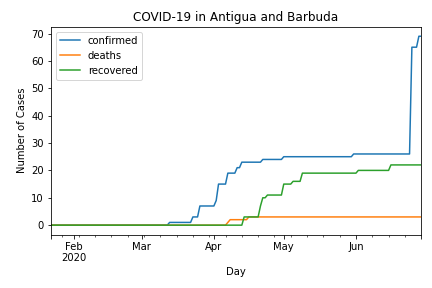 COVID-19 in Antigua and Barbuda
confirmed
deaths
recovered
Number of Cases
70
60
50
40
30
20
10
0
Feb
2020
Mar
Apr
May
Jun
Day